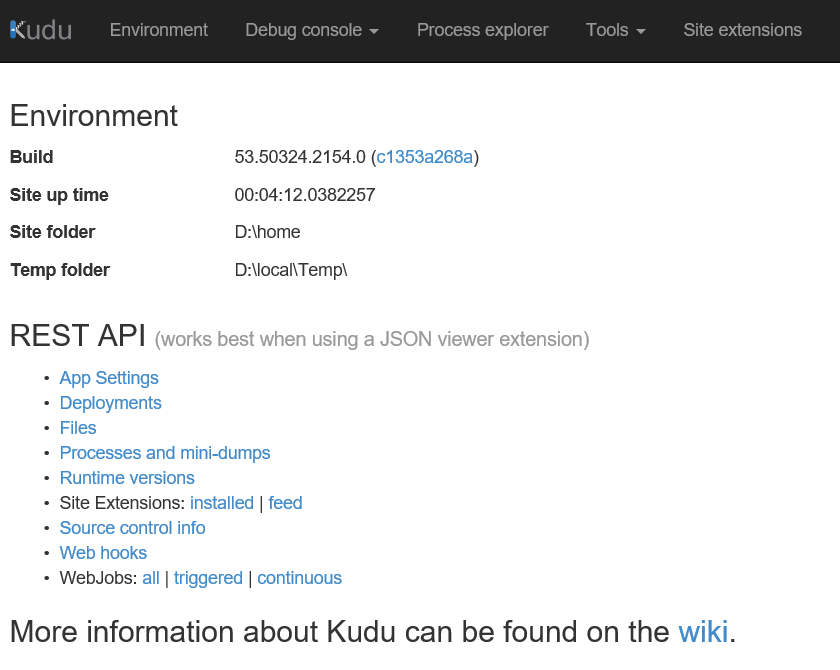 Kudu Environment Debug console Process explorer Tools Site extensions
Environment
Build 53.50324.2154.0 (c1353a268a)
Site up time 00:04:12.0382257
Site folder D:\home
Temp folder D:\local\Temp\
REST API (works best when using a JSON viewer extension)
• App Settings
• Deployments
• Files
• Processes and mini-dumps
• Runtime versions
• Site Extensions: installed | feed
• Source control info
• Web hooks
• WebJobs: all | triggered | continuous
More information about Kudu can be found on the wiki.